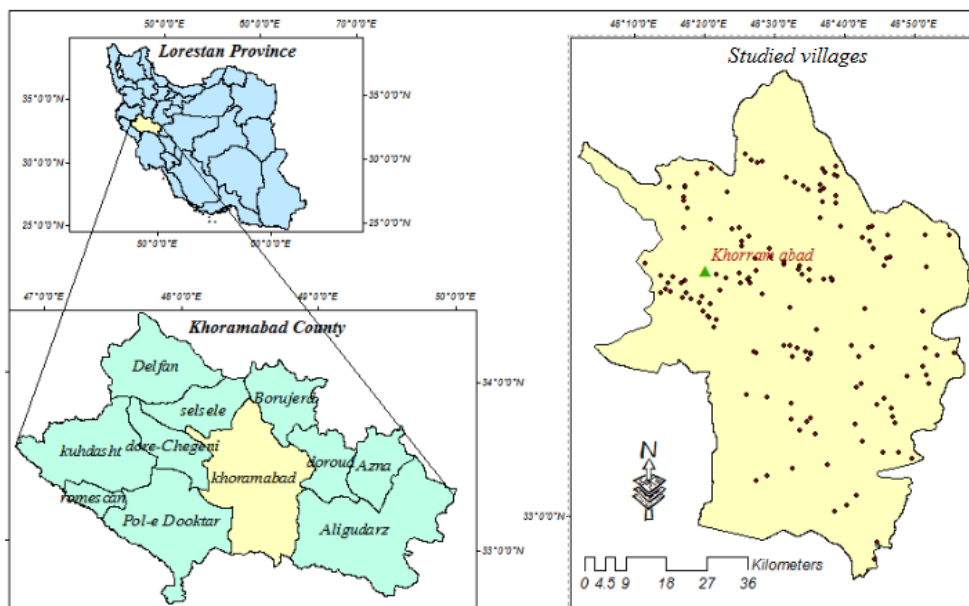 50°0'0"E 60°0'0"E 70°0'0"E
Lorestan Province
35°0'0"N 35°0'0"N
30°0'0"N 30°0'0"N
25°0'0"N 25°0'0"N
50°0'0"E 60°0'0"E
47°0'0"E 48°0'0"E 49°0'0"E 50°0'0"E
Khoramabad County
Delfan
34°0'0"N
selsele
Borujera
kuhdasht
dore-Chegeni
doroud
Azna
khoramabad
romescan
Pol-e Dooktar
Aligudarz
33°0'0"N
48°10'0"E 48°20'0"E 48°30'0"E 48°40'0"E 48°50'0"E
Studied villages
Khorram abad
N
33°0'0"N
Kilometers
0 4.5 9 18 27 36